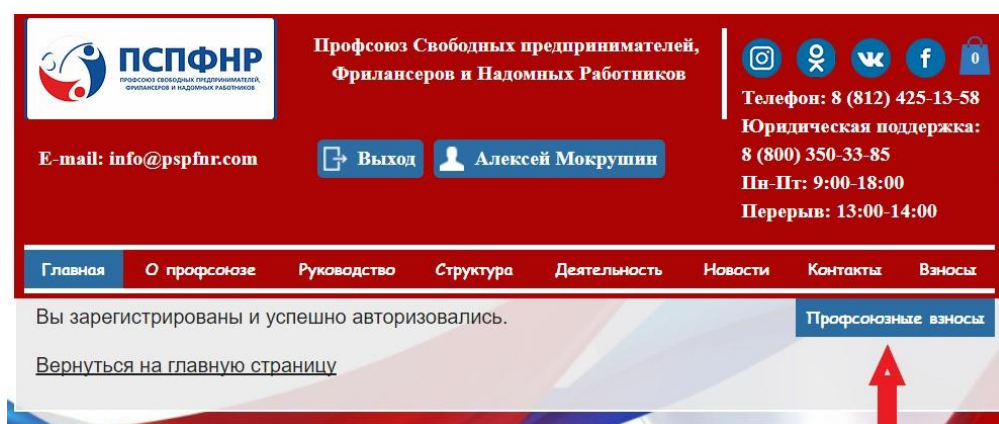 ПСПФНР
ПРОФСОЮЗ СВОБОДНЫХ ПРЕДПРИНИМАТЕЛЕЙ,
ФРИЛАНСЕРОВ И НАДОМНЫХ РАБОТНИКОВ
Профсоюз Свободных предпринимателей,
Фрилансеров и Надомных Работников
0
Телефон: 8 (812) 425-13-58
Юридическая поддержка:
8 (800) 350-33-85
Пн-Пт: 9:00-18:00
Перерыв: 13:00-14:00
E-mail: info@pspfnr.com
Выход
Алексей Мокрушин
Главная О профсоюзе Руководство Структура Деятельность Новости Контакты Взносы
Профсоюзные взносы
Вы зарегистрированы и успешно авторизовались.
Вернуться на главную страницу